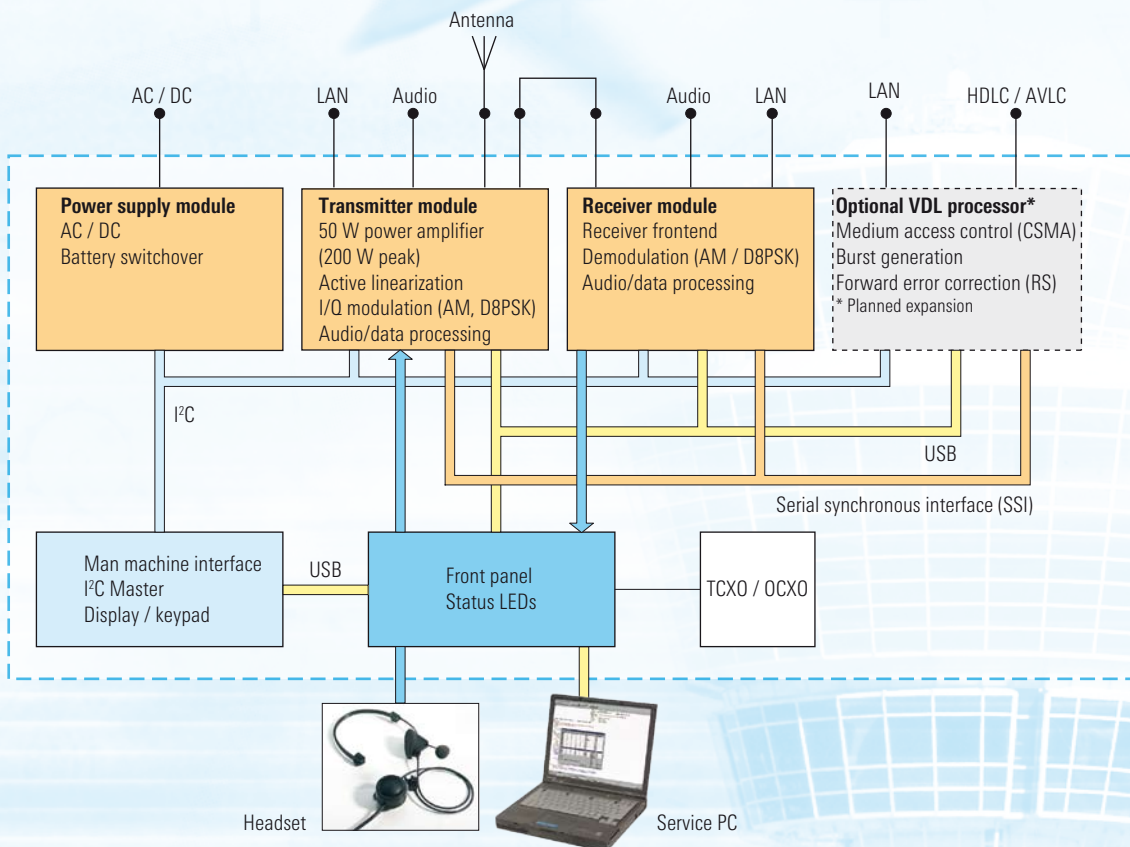 Antenna
AC / DC
LAN
Audio
Audio
LAN
LAN
HDLC / AVLC
Power supply module
AC / DC
Battery switchover
Transmitter module
50 W power amplifier
(200 W peak)
Active linearization
I/Q modulation (AM, D8PSK)
Audio/data processing
Receiver module
Receiver frontend
Demodulation (AM / D8PSK)
Audio/data processing
Optional VDL processor*
Medium access control (CSMA)
Burst generation
Forward error correction (RS)
* Planned expansion
I²C
USB
Serial synchronous interface (SSI)
Man machine interface
I²C Master
Display / keypad
USB
Front panel
Status LEDs
TCXO / OCXO
Headset
Service PC